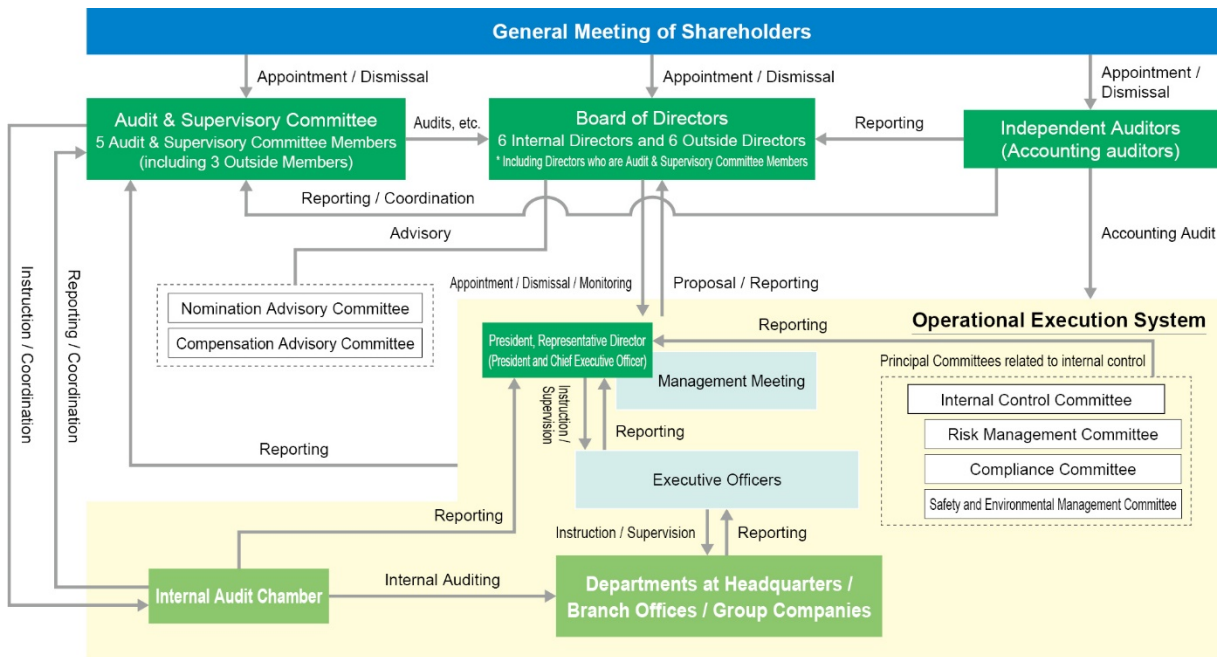 General Meeting of Shareholders
Appointment / Dismissal
Appointment / Dismissal
Appointment /
Dismissal
Audit & Supervisory Committee
5 Audit & Supervisory Committee Members
(including 3 Outside Members)
Audits, etc.
Board of Directors
6 Internal Directors and 6 Outside Directors
* Including Directors who are Audit & Supervisory Committee Members
Reporting
Independent Auditors
(Accounting auditors)
Reporting / Coordination
Advisory
Accounting Audit
Instruction / Coordination
Reporting / Coordination
Nomination Advisory Committee
Compensation Advisory Committee
Appointment / Dismissal / Monitoring
Proposal / Reporting
Operational Execution System
Reporting
President, Representative Director
(President and Chief Executive Officer)
Management Meeting
Principal Committees related to internal control
Internal Control Committee
Risk Management Committee
Compliance Committee
Safety and Environmental Management Committee
Instruction /
Supervision
Reporting
Reporting
Executive Officers
Reporting
Instruction / Supervision
Reporting
Internal Audit Chamber
Internal Auditing
Departments at Headquarters /
Branch Offices / Group Companies